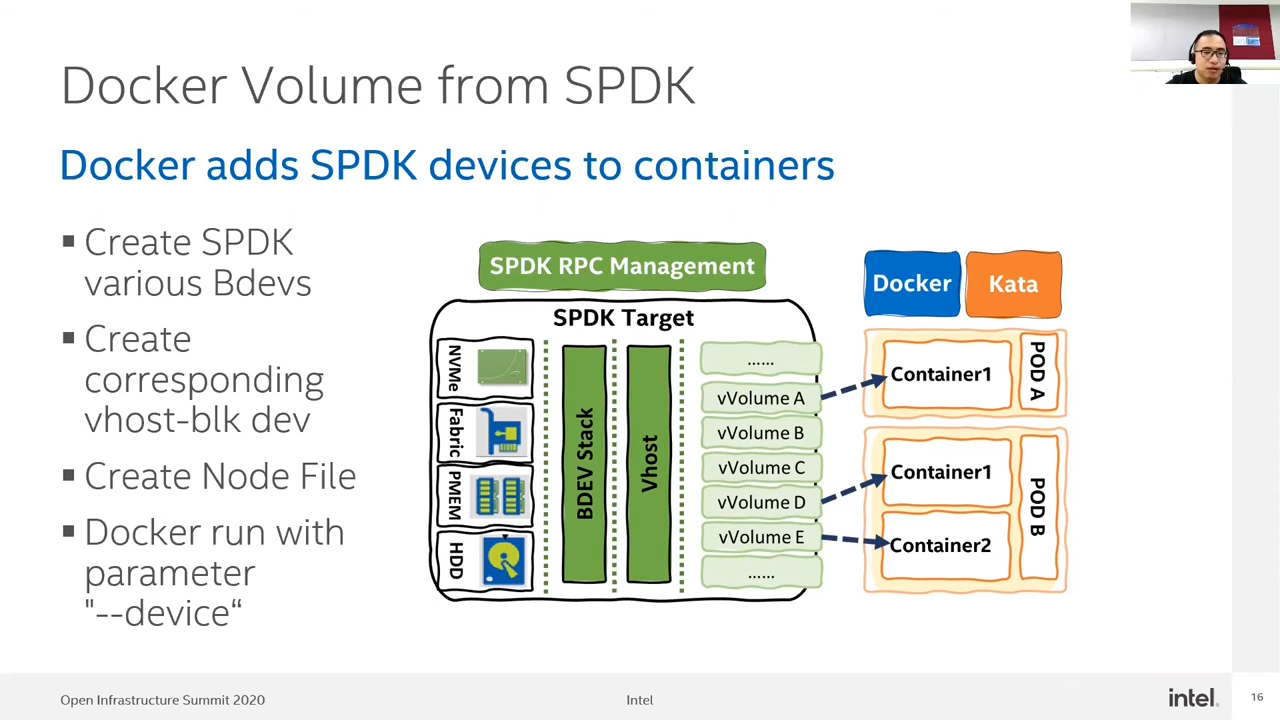 Docker Volume from SPDK
Docker adds SPDK devices to containers
▪ Create SPDK
various Bdevs
▪ Create
corresponding
vhost-blk dev
▪ Create Node File
▪ Docker run with
parameter
"--device“
SPDK RPC Management
SPDK Target
NVMe
Fabric
PMEM
HDD
BDEV Stack
Vhost
......
vVolume A
vVolume B
vVolume C
vVolume D
vVolume E
......
Docker
Kata
Container1
POD A
Container1
Container2
POD B
Open Infrastructure Summit 2020
Intel
intel.
16